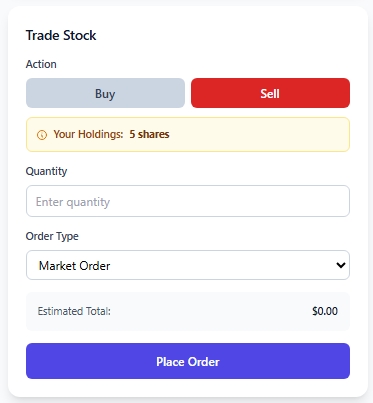 Trade Stock
Action
Buy Sell
Your Holdings: 5 shares
Quantity
Enter quantity
Order Type
Market Order
Estimated Total: $0.00
Place Order